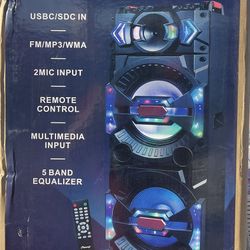 USBC/SDC IN
FM/MP3/WMA
2MIC INPUT
REMOTE
CONTROL
MULTIMEDIA
INPUT
5 BAND
EQUALIZER